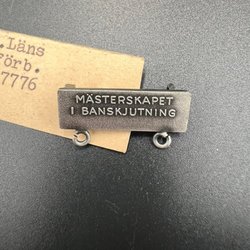 .Läns
förb.
7776
MÄSTERSKAPET
I BANSKJUTNING